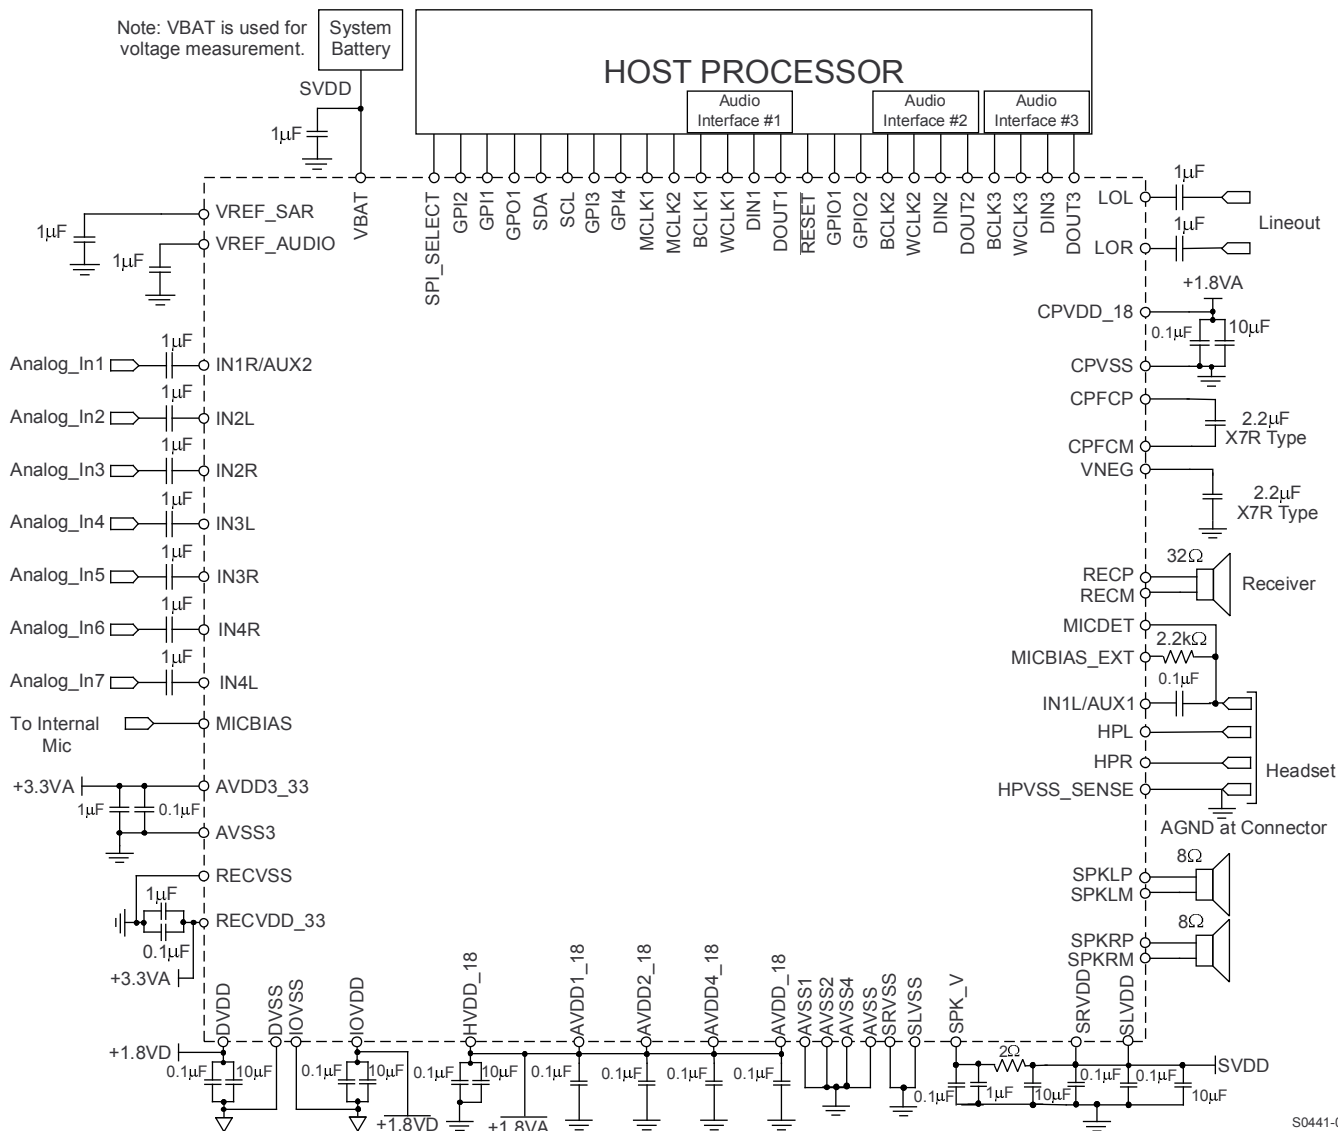 Note: VBAT is used for
voltage measurement.
System
Battery
SVDD
1μF
HOST PROCESSOR
Audio
Interface #1
Audio
Interface #2
Audio
Interface #3
VBAT
SPI_SELECT
GPI2
GPI1
GPO1
SDA
SCL
GPI3
GPI4
MCLK1
MCLK2
BCLK1
WCLK1
DIN1
DOUT1
RESET
GPIO1
GPIO2
BCLK2
WCLK2
DIN2
DOUT2
BCLK3
WCLK3
DIN3
DOUT3
1μF
VREF_SAR
1μF
VREF_AUDIO
1μF
Analog_In1
IN1R/AUX2
1μF
Analog_In2
IN2L
1μF
Analog_In3
IN2R
1μF
Analog_In4
IN3L
1μF
Analog_In5
IN3R
1μF
Analog_In6
IN4R
1μF
Analog_In7
IN4L
To Internal
Mic
MICBIAS
+3.3VA
AVDD3_33
1μF
0.1μF
AVSS3
RECVSS
1μF
RECVDD_33
0.1μF
+3.3VA
LOL
1μF
Lineout
LOR
1μF
+1.8VA
CPVDD_18
0.1μF
10μF
CPVSS
CPFCP
2.2μF
X7R Type
CPFCM
VNEG
2.2μF
X7R Type
32Ω
RECP
RECM
Receiver
MICDET
2.2kΩ
MICBIAS_EXT
0.1μF
IN1L/AUX1
HPL
HPR
Headset
HPVSS_SENSE
AGND at Connector
8Ω
SPKLP
SPKLM
8Ω
SPKRP
SPKRM
DVDD
DVSS
IOVSS
IOVDD
HVDD_18
AVDD1_18
AVDD2_18
AVDD4_18
AVDD_18
AVSS1
AVSS2
AVSS4
AVSS
SRVSS
SLVSS
SPK_V
SRVDD
SLVDD
+1.8VD
0.1μF
10μF
0.1μF
10μF
+1.8VD
0.1μF
10μF
+1.8VA
0.1μF
0.1μF
0.1μF
0.1μF
2Ω
0.1μF
1μF
10μF
0.1μF
0.1μF
10μF
SVDD